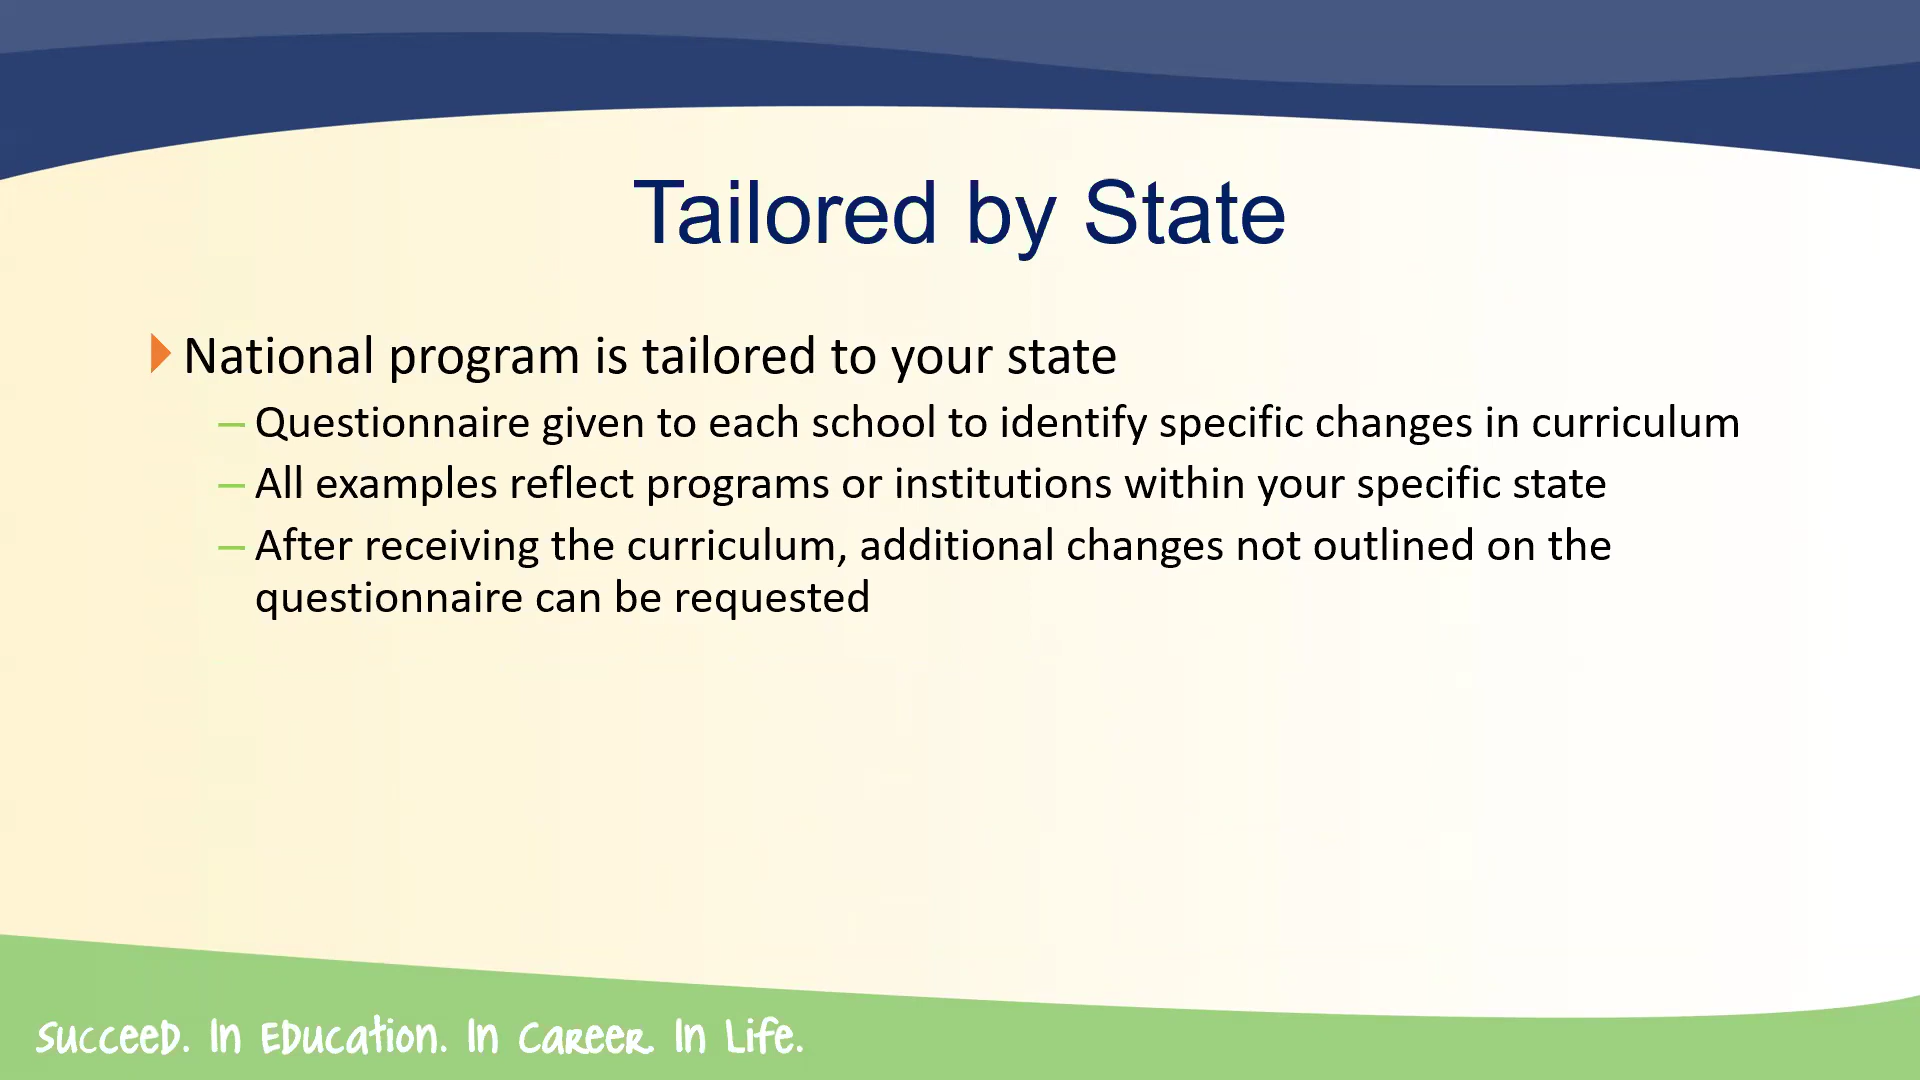 Tailored by State
National program is tailored to your state
– Questionnaire given to each school to identify specific changes in curriculum
– All examples reflect programs or institutions within your specific state
– After receiving the curriculum, additional changes not outlined on the
questionnaire can be requested
Succeed. In Education. In Career. In Life.